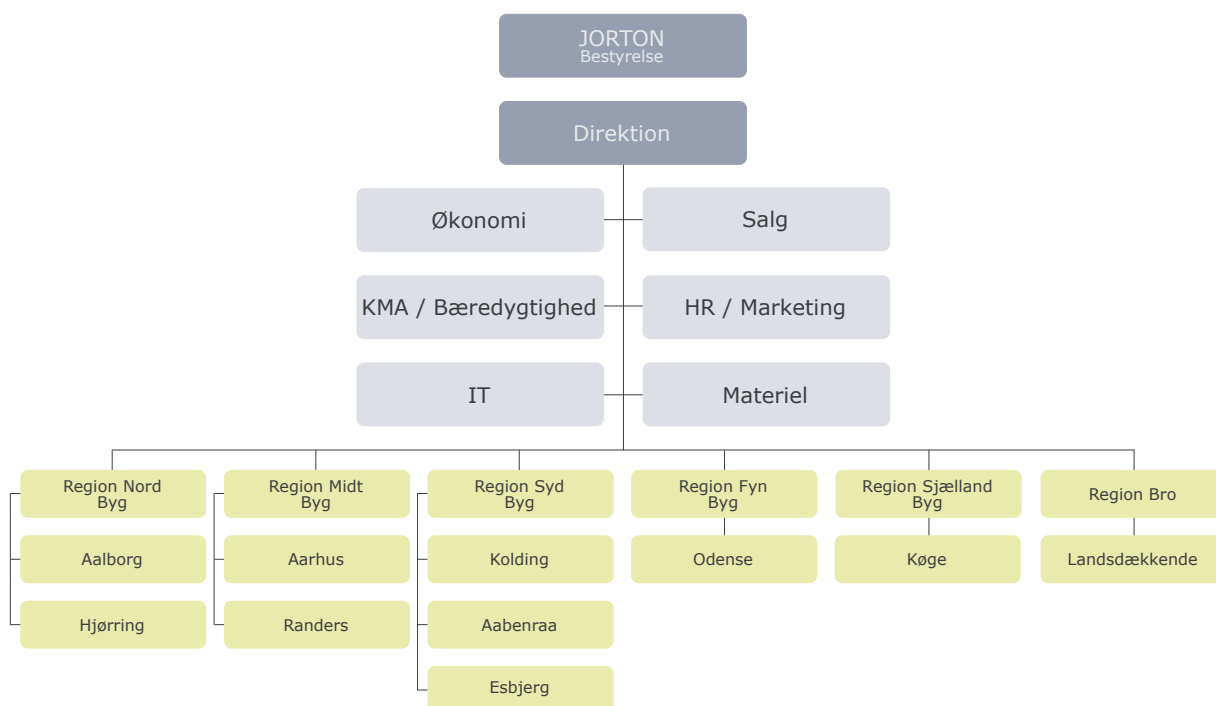 JORTON
Bestyrelse
Direktion
Økonomi
Salg
KMA / Bæredygtighed
HR / Marketing
IT
Materiel
Region Nord
Byg
Region Midt
Byg
Region Syd
Byg
Region Fyn
Byg
Region Sjælland
Byg
Region Bro
Aalborg
Aarhus
Kolding
Odense
Køge
Landsdækkende
Hjørring
Randers
Aabenraa
Esbjerg